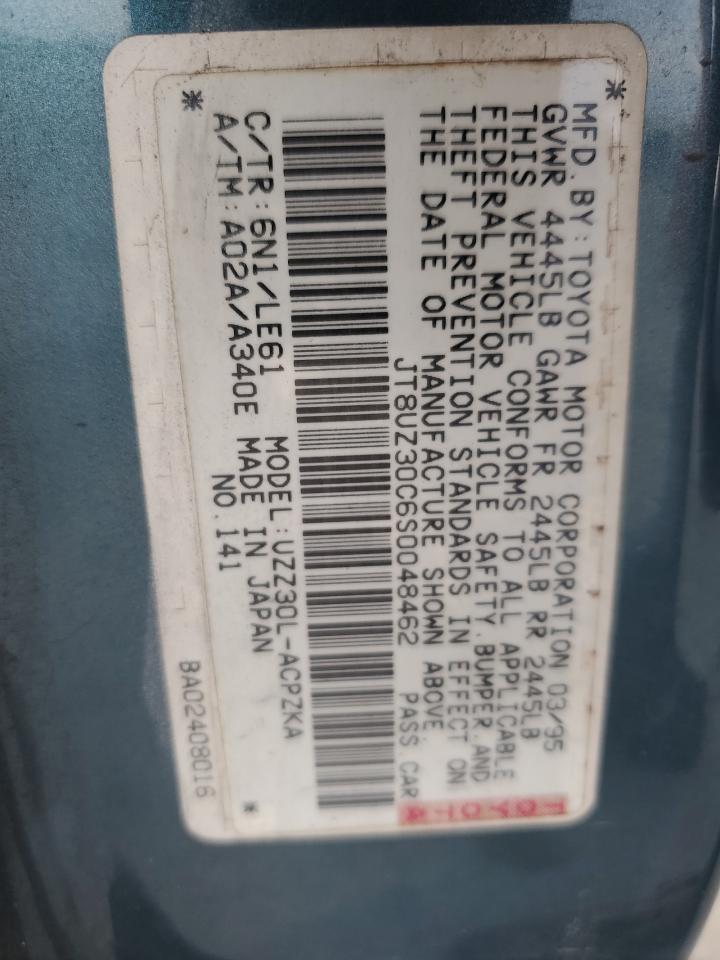 MFD.BY:TOYOTA MOTOR CORPORATION 03/95
GVWR 4445LB GAWR FR 2445LB RR 2445LB
THIS VEHICLE CONFORMS TO ALL APPLICABLE
FEDERAL MOTOR VEHICLE SAFETY.BUMPER.AND
THEFT PREVENTION STANDARDS IN EFFECT ON
THE DATE OF MANUFACTURE SHOWN ABOVE.
JT8UZ30C6S0048462 PASS.CAR
C/TR:6N1/LE61 MODEL:UZZ30L-ACPZKA
A/TM:A02A/A340E MADE IN JAPAN
NO.141
BA02408016
TOYOTA